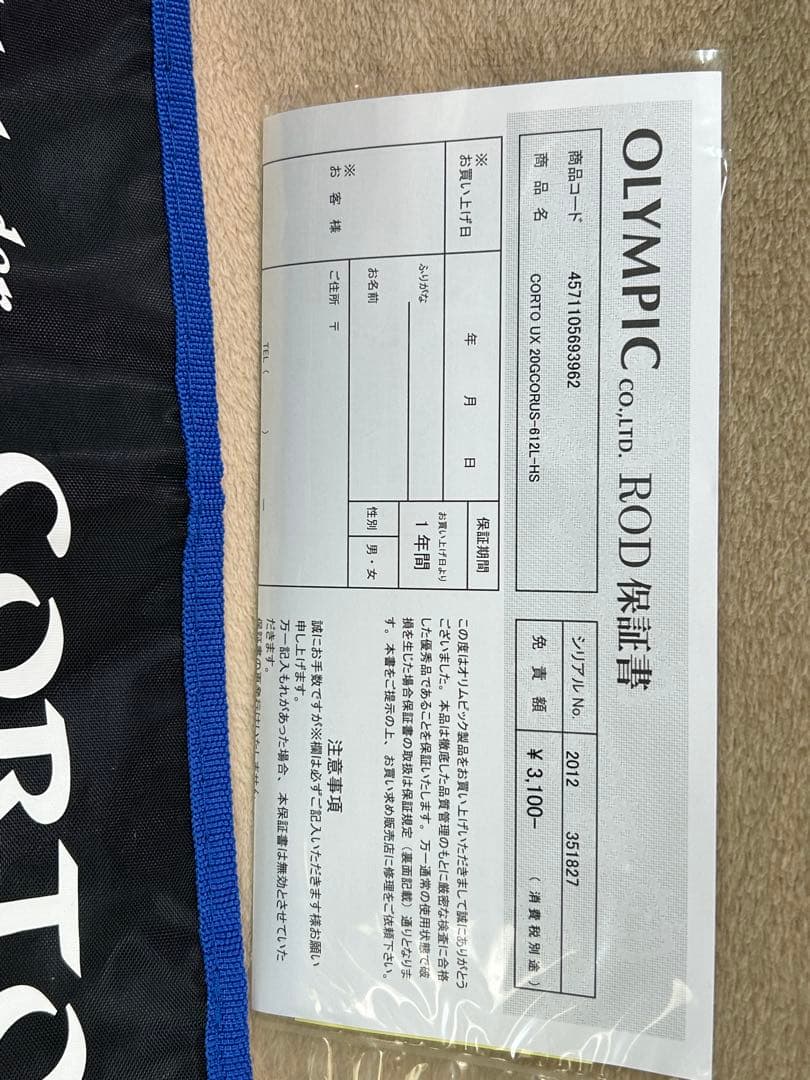 OLYMPIC CO.,LTD. ROD 保証書
商品コード 4571105693962
商品名 CORTO UX 20GCORUS-612L-HS
シリアルNo. 2012 351827
免責額 ¥3,100- (消費税別途)
※お買い上げ日 年 月 日
保証期間
お買い上げ日より
1年間
※お客様
ふりがな
お名前
性別 男・女
ご住所 〒
TEL ( ) −
この度はオリムピック製品をお買い上げいただきまして誠にありがとう
ございました。本品は徹底した品質管理のもとに厳密な検査に合格
した優秀品であることを保証いたします。万一通常の使用状態で破
損を生じた場合保証書の取扱は保証規定(裏面記載)通りとなりま
す。本書をご提示の上、お買い求め販売店に修理をご依頼下さい。
注意事項
誠にお手数ですが※欄は必ずご記入いただきます様お願い
申し上げます。
万一記入もれがあった場合、本保証書は無効とさせていた
だきます。
保証書の再発行はいたしません
CORTO